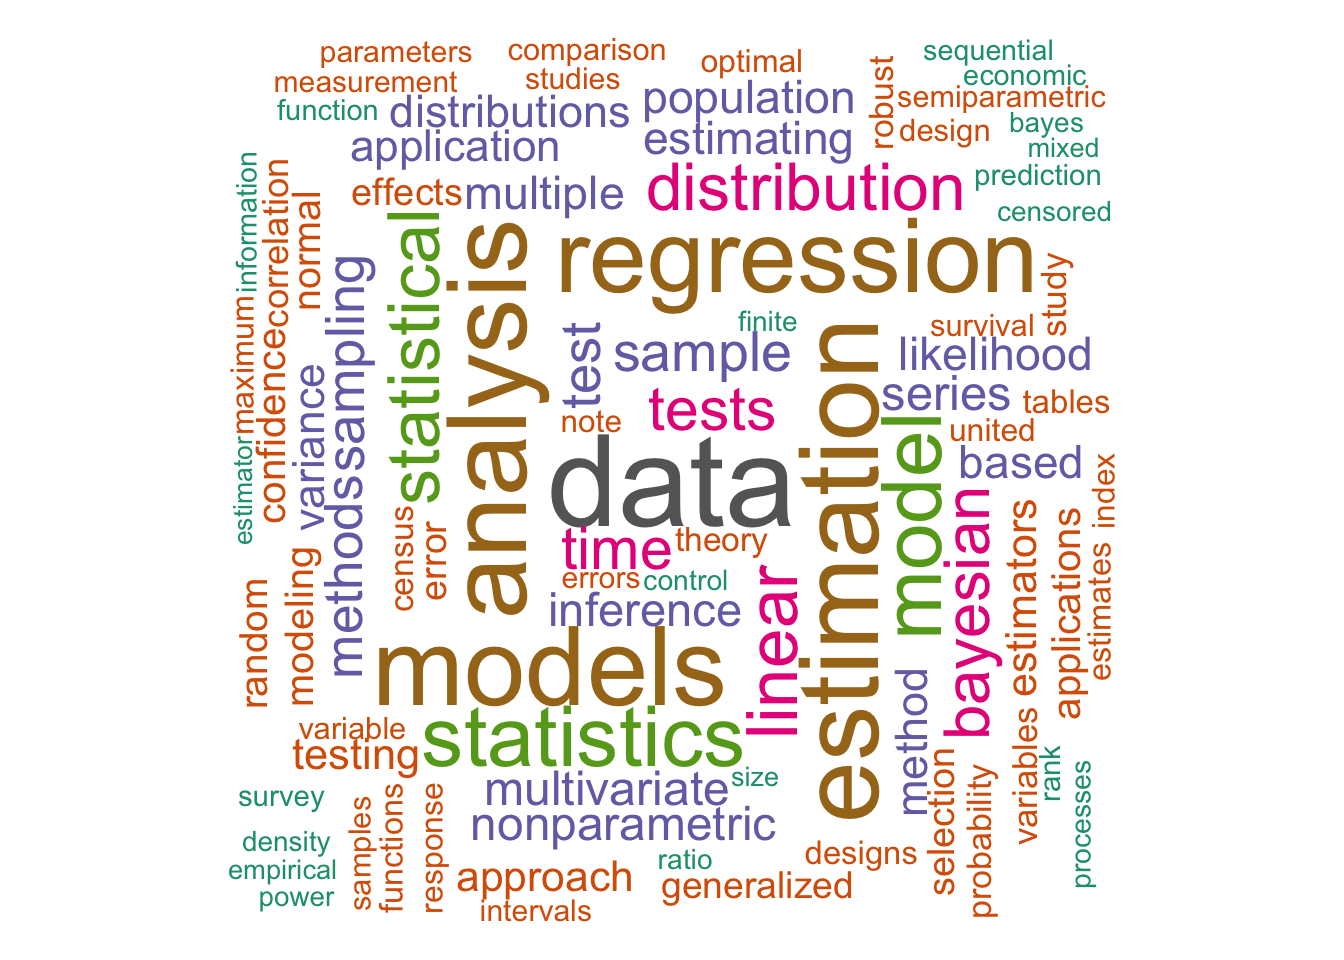 parameters
comparison
sequential
measurement
studies
optimal
economic
function
distributions
population
robust
semiparametric
application
estimating
design
bayes
mixed
effects
multiple
distribution
prediction
censored
information
correlation
normal
statistical
analysis
regression
study
maximum
confidence
variance
sampling
test
finite
sample
survival
likelihood
series
tables
note
tests
estimation
model
united
based
estimator
methods
census
error
data
time
theory
errors
control
inference
linear
bayesian
estimators
applications
index
estimates
random
modeling
models
variable
testing
statistics
method
variables
rank
processes
survey
multivariate
size
selection
probability
density
empirical
power
samples
functions
response
nonparametric
approach
ratio
designs
generalized
intervals